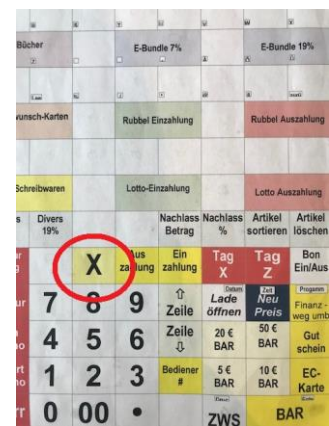 Bücher
E-Bundle 7%
E-Bundle 19%
wunsch-Karten
Rubbel Einzahlung
Rubbel Auszahlung
Schreibwaren
Lotto-Einzahlung
Lotto Auszahlung
Divers
19%
Nachlass
Betrag
Nachlass
%
Artikel
sortieren
Artikel
löschen
X
Aus
zahlung
Ein
zahlung
Tag
X
Tag
Z
Bon
Ein/Aus
7
8
9
⇧
Zeile
Datum
Lade
öffnen
Zeit
Neu
Preis
Finanz-
weg umb
4
5
6
Zeile
⇩
20 €
BAR
50 €
BAR
Gut
schein
1
2
3
Bediener
#
5 €
BAR
10 €
BAR
EC-
Karte
0
00
•
ZWS
BAR